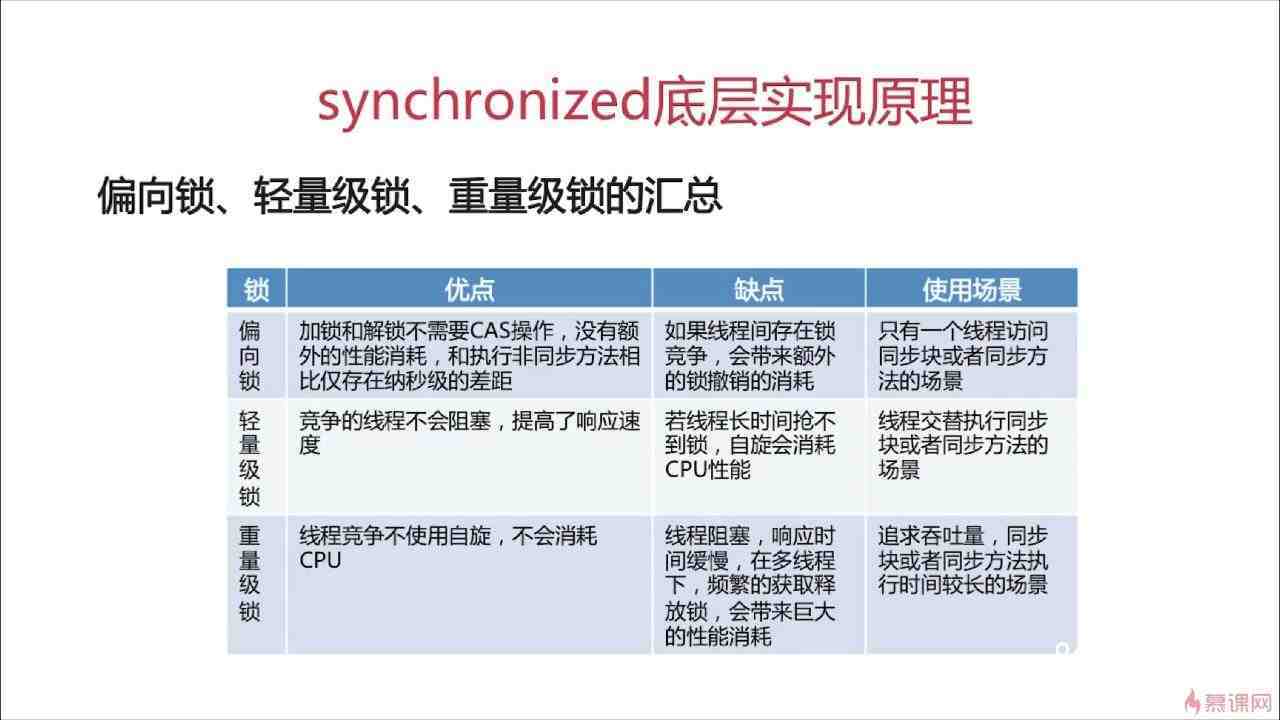 synchronized底层实现原理
偏向锁、轻量级锁、重量级锁的汇总
锁 优点 缺点 使用场景
偏
向
锁
加锁和解锁不需要CAS操作，没有额
外的性能消耗，和执行非同步方法相
比仅存在纳秒级的差距
如果线程间存在锁
竞争，会带来额外
的锁撤销的消耗
只有一个线程访问
同步块或者同步方
法的场景
轻
量
级
锁
竞争的线程不会阻塞，提高了响应速
度
若线程长时间抢不
到锁，自旋会消耗
CPU性能
线程交替执行同步
块或者同步方法的
场景
重
量
级
锁
线程竞争不使用自旋，不会消耗
CPU
线程阻塞，响应时
间缓慢，在多线程
下，频繁的获取释
放锁，会带来巨大
的性能消耗
追求吞吐量，同步
块或者同步方法执
行时间较长的场景
慕课网